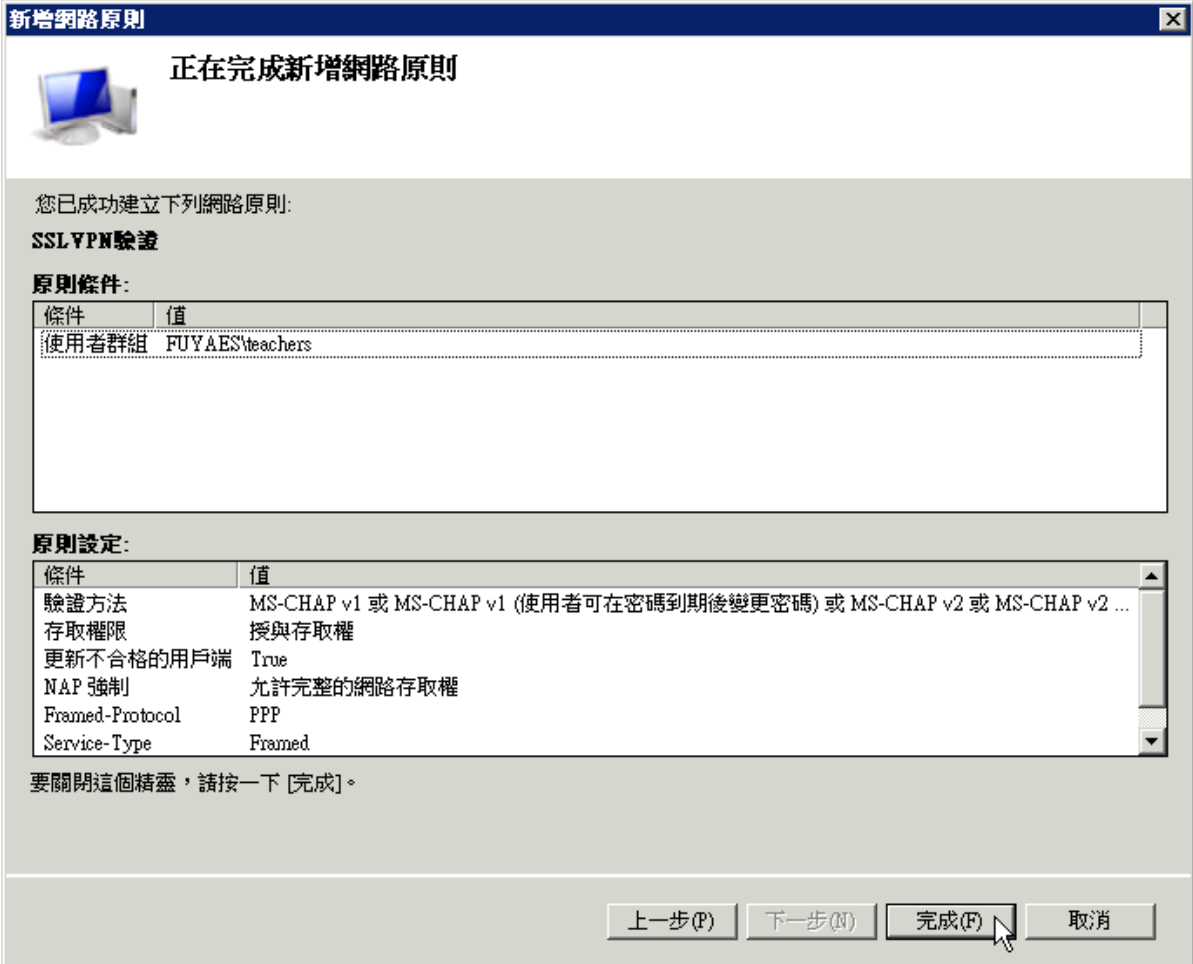 新增網路原則
正在完成新增網路原則
您已成功建立下列網路原則:
SSLVPN驗證
原則條件:
條件 值
使用者群組 FUYAES\teachers
原則設定:
條件 值
驗證方法 MS-CHAP v1 或 MS-CHAP v1 (使用者可在密碼到期後變更密碼) 或 MS-CHAP v2 或 MS-CHAP v2 ...
存取權限 授與存取權
更新不合格的用戶端 True
NAP 強制 允許完整的網路存取權
Framed-Protocol PPP
Service-Type Framed
要關閉這個精靈，請按一下 [完成]。
上一步(P) 下一步(N) 完成(F) 取消